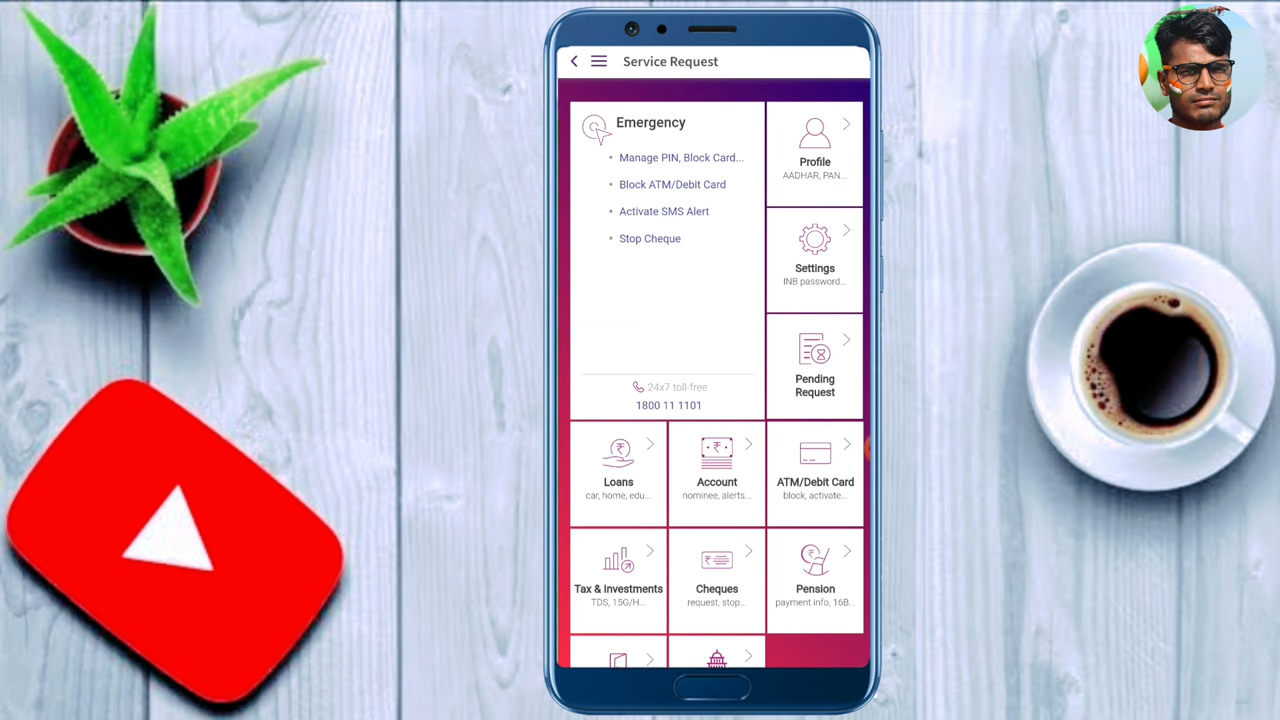 Service Request
Emergency
Manage PIN, Block Card...
Block ATM/Debit Card
Activate SMS Alert
Stop Cheque
24x7 toll-free
1800 11 1101
Profile
AADHAR, PAN...
Settings
INB password...
Pending
Request
Loans
car, home, edu...
Account
nominee, alerts...
ATM/Debit Card
block, activate...
Tax & Investments
TDS, 15G/H...
Cheques
request, stop...
Pension
payment info, 16B...